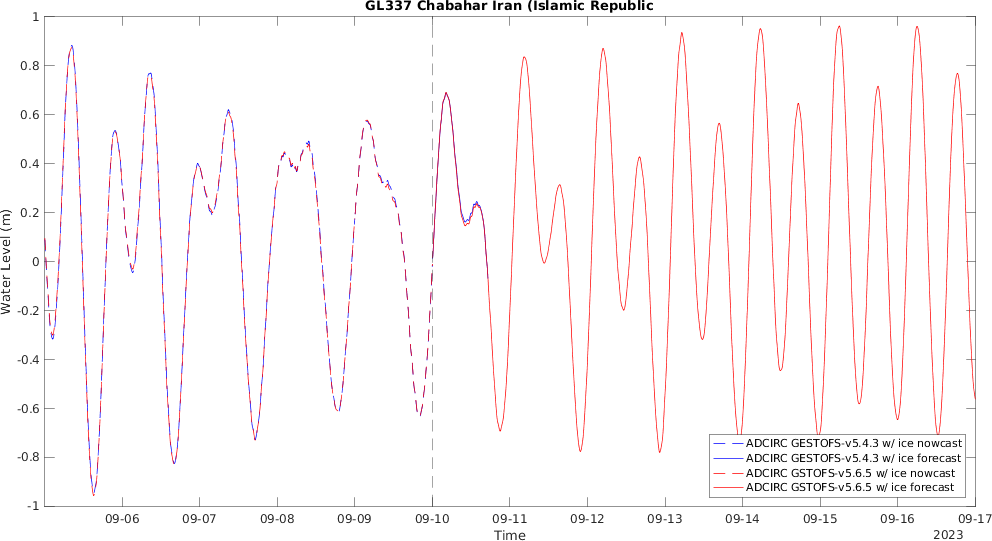 GL337 Chabahar Iran (Islamic Republic
1
0.8
0.6
0.4
0.2
0
-0.2
-0.4
-0.6
-0.8
-1
Water Level (m)
ADCIRC GESTOFS-v5.4.3 w/ ice nowcast
ADCIRC GESTOFS-v5.4.3 w/ ice forecast
ADCIRC GSTOFS-v5.6.5 w/ ice nowcast
ADCIRC GSTOFS-v5.6.5 w/ ice forecast
09-06 09-07 09-08 09-09 09-10 09-11 09-12 09-13 09-14 09-15 09-16 09-17
Time
2023